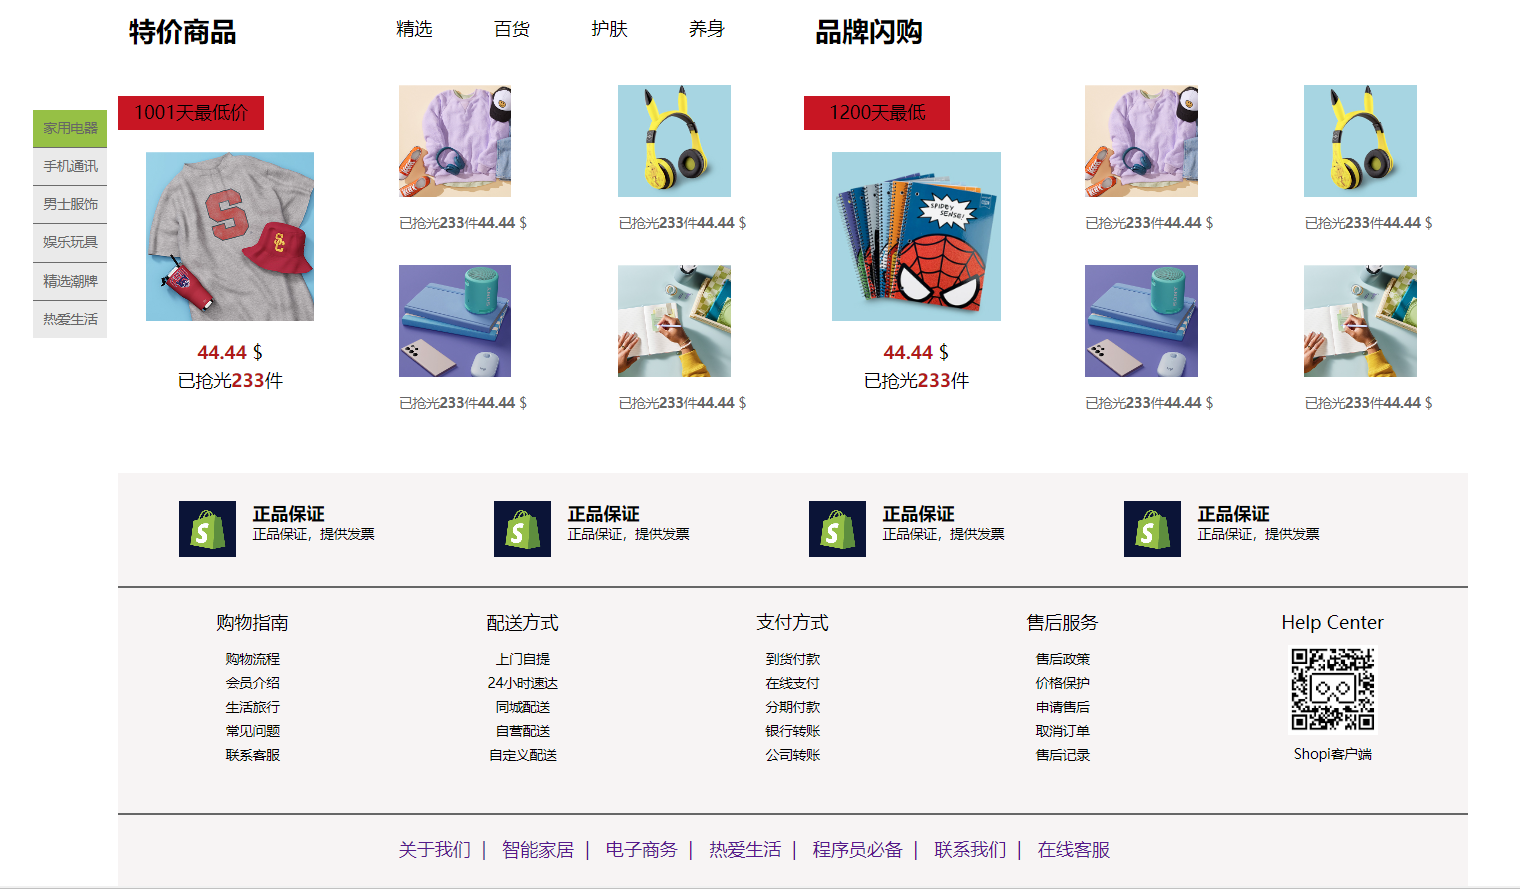 特价商品
精选
百货
护肤
养身
品牌闪购
家用电器
手机通讯
男士服饰
娱乐玩具
精选潮牌
热爱生活
1001天最低价
44.44 $
已抢光233件
已抢光233件44.44 $
已抢光233件44.44 $
已抢光233件44.44 $
已抢光233件44.44 $
1200天最低
SPIDEY
SENSE!
44.44 $
已抢光233件
已抢光233件44.44 $
已抢光233件44.44 $
已抢光233件44.44 $
已抢光233件44.44 $
正品保证
正品保证，提供发票
正品保证
正品保证，提供发票
正品保证
正品保证，提供发票
正品保证
正品保证，提供发票
购物指南
购物流程
会员介绍
生活旅行
常见问题
联系客服
配送方式
上门自提
24小时速达
同城配送
自营配送
自定义配送
支付方式
到货付款
在线支付
分期付款
银行转账
公司转账
售后服务
售后政策
价格保护
申请售后
取消订单
售后记录
Help Center
Shopi客户端
关于我们 | 智能家居 | 电子商务 | 热爱生活 | 程序员必备 | 联系我们 | 在线客服